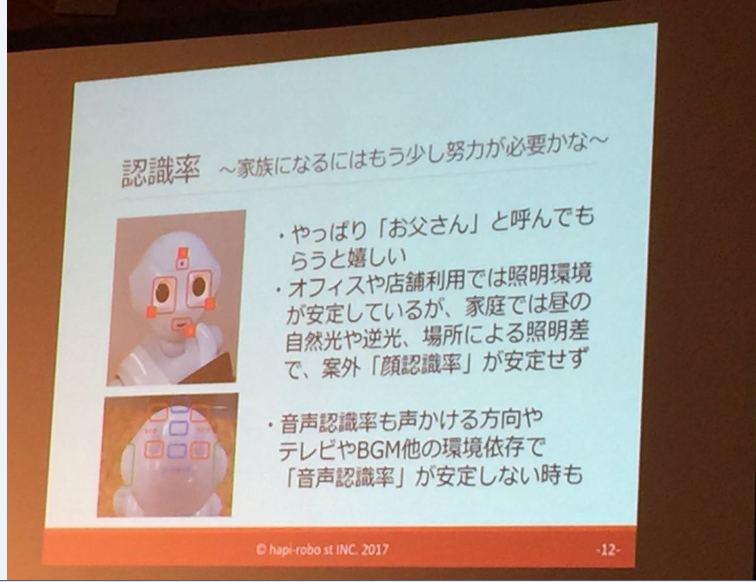 認識率 〜家族になるにはもう少し努力が必要かな〜
・やっぱり「お父さん」と呼んでも
らうと嬉しい
・オフィスや店舗利用では照明環境
が安定しているが、家庭では昼の
自然光や逆光、場所による照明差
で、案外「顔認識率」が安定せず
・音声認識率も声かける方向や
テレビやBGM他の環境依存で
「音声認識率」が安定しない時も
© hapi-robo st INC. 2017
-12-